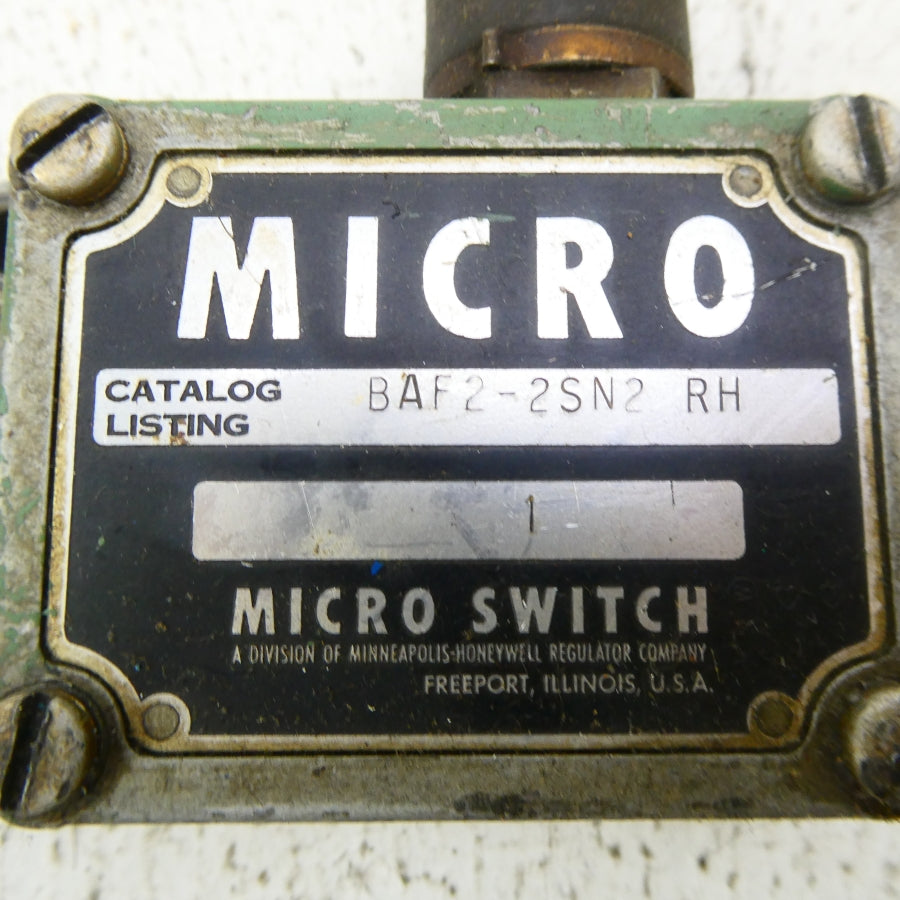 MICRO
CATALOG LISTING BAF2-2SN2 RH
1
MICRO SWITCH
A DIVISION OF MINNEAPOLIS-HONEYWELL REGULATOR COMPANY
FREEPORT, ILLINOIS, U.S.A.